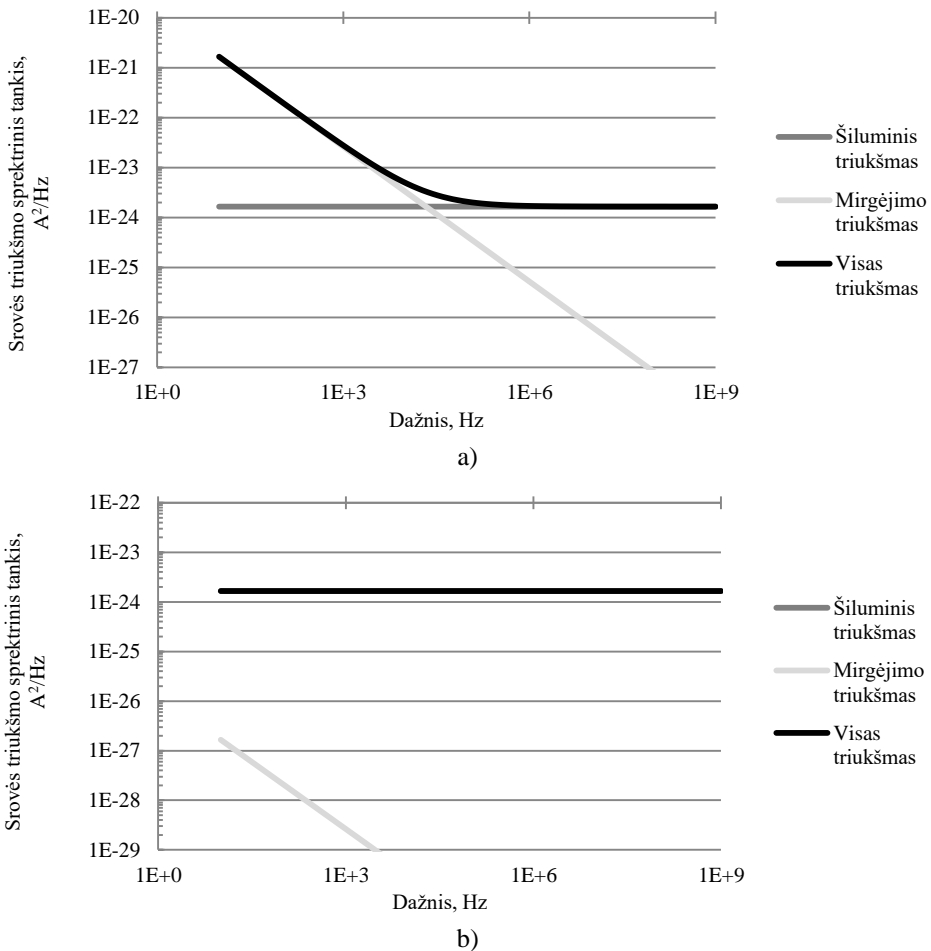 Srovės triukšmo sprektrinis tankis,
A²/Hz
1E-20
1E-21
1E-22
1E-23
1E-24
1E-25
1E-26
1E-27
1E+0
1E+3
1E+6
1E+9
Dažnis, Hz
Šiluminis
triukšmas
Mirgėjimo
triukšmas
Visas
triukšmas
a)
Srovės triukšmo sprektrinis tankis,
A²/Hz
1E-22
1E-23
1E-24
1E-25
1E-26
1E-27
1E-28
1E-29
1E+0
1E+3
1E+6
1E+9
Dažnis, Hz
Šiluminis
triukšmas
Mirgėjimo
triukšmas
Visas
triukšmas
b)